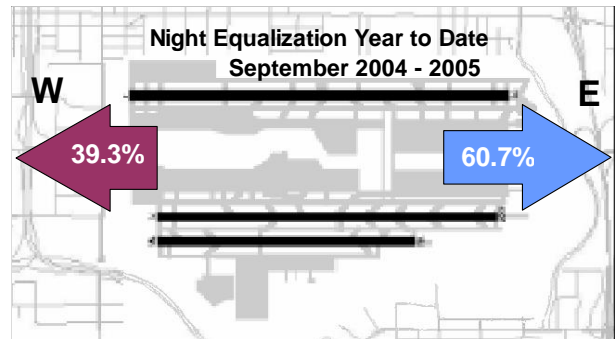 Night Equalization Year to Date
September 2004 - 2005
W
E
39.3%
60.7%